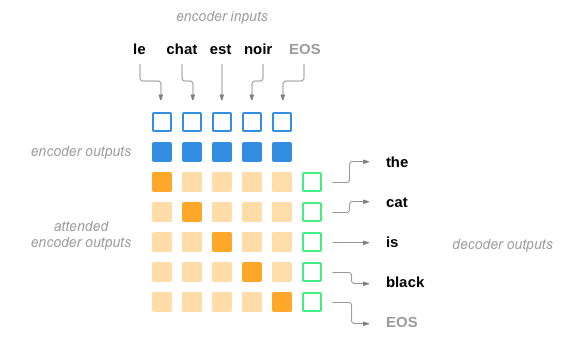 encoder inputs
le chat est noir EOS
encoder outputs
the
cat
attended
encoder outputs
is
decoder outputs
black
EOS